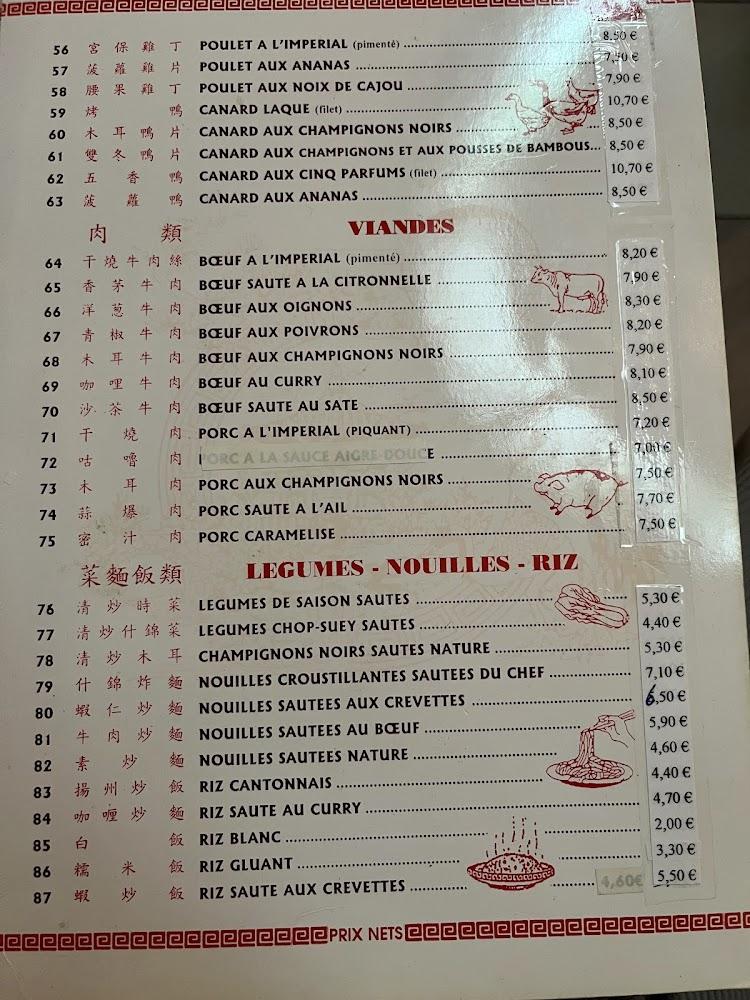 56 宮保雞丁 POULET A L'IMPERIAL (pimenté) 8,50 €
57 菠蘿雞片 POULET AUX ANANAS 7,50 €
58 腰果雞丁 POULET AUX NOIX DE CAJOU 7,90 €
59 烤鴨 CANARD LAQUE (filet) 10,70 €
60 木耳鴨片 CANARD AUX CHAMPIGNONS NOIRS 8,50 €
61 雙冬鴨片 CANARD AUX CHAMPIGNONS ET AUX POUSSES DE BAMBOUS... 8,50 €
62 五香鴨 CANARD AUX CINQ PARFUMS (filet) 10,70 €
63 菠蘿鴨 CANARD AUX ANANAS 8,50 €
肉類 VIANDES
64 干燒牛肉絲 BŒUF A L'IMPERIAL (pimenté) 8,20 €
65 香茅牛肉 BŒUF SAUTE A LA CITRONNELLE 7,90 €
66 洋蔥牛肉 BŒUF AUX OIGNONS 8,30 €
67 青椒牛肉 BŒUF AUX POIVRONS 8,20 €
68 木耳牛肉 BŒUF AUX CHAMPIGNONS NOIRS 7,90 €
69 咖哩牛肉 BŒUF AU CURRY 8,10 €
70 沙茶牛肉 BŒUF SAUTE AU SATE 8,50 €
71 干燒肉 PORC A L'IMPERIAL (PIQUANT) 7,20 €
72 咕嚕肉 PORC A LA SAUCE AIGRE-DOUCE 7,00 €
73 木耳肉 PORC AUX CHAMPIGNONS NOIRS 7,50 €
74 蒜爆肉 PORC SAUTE A L'AIL 7,70 €
75 密汁肉 PORC CARAMELISE 7,50 €
菜麵飯類 LEGUMES - NOUILLES - RIZ
76 清炒時菜 LEGUMES DE SAISON SAUTES 5,30 €
77 清炒什錦菜 LEGUMES CHOP-SUEY SAUTES 4,40 €
78 清炒木耳 CHAMPIGNONS NOIRS SAUTES NATURE 5,30 €
79 什錦炸麵 NOUILLES CROUSTILLANTES SAUTEES DU CHEF 7,10 €
80 蝦仁炒麵 NOUILLES SAUTEES AUX CREVETTES 6,50 €
81 牛肉炒麵 NOUILLES SAUTEES AU BŒUF 5,90 €
82 素炒麵 NOUILLES SAUTEES NATURE 4,60 €
83 揚州炒飯 RIZ CANTONNAIS 4,40 €
84 咖喱炒麵 RIZ SAUTE AU CURRY 4,70 €
85 白飯 RIZ BLANC 2,00 €
86 糯米飯 RIZ GLUANT 3,30 €
87 蝦炒飯 RIZ SAUTE AUX CREVETTES 4,60€ 5,50 €
PRIX NETS